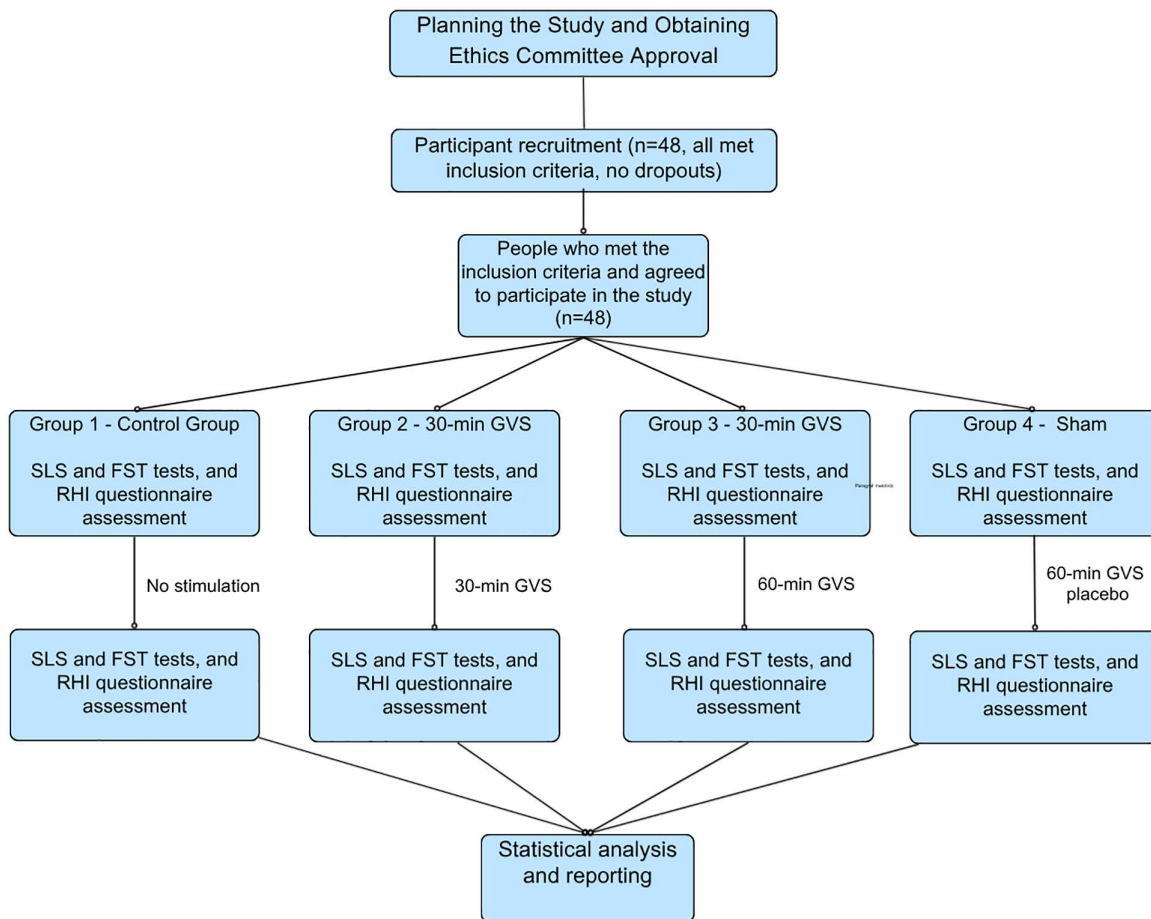 Planning the Study and Obtaining
Ethics Committee Approval
Participant recruitment (n=48, all met
inclusion criteria, no dropouts)
People who met the
inclusion criteria and agreed
to participate in the study
(n=48)
Group 1 - Control Group
SLS and FST tests, and
RHI questionnaire
assessment
Group 2 - 30-min GVS
SLS and FST tests, and
RHI questionnaire
assessment
Group 3 - 30-min GVS
SLS and FST tests, and
RHI questionnaire
assessment
Group 4 - Sham
SLS and FST tests, and
RHI questionnaire
assessment
No stimulation
30-min GVS
60-min GVS
60-min GVS
placebo
SLS and FST tests, and
RHI questionnaire
assessment
SLS and FST tests, and
RHI questionnaire
assessment
SLS and FST tests, and
RHI questionnaire
assessment
SLS and FST tests, and
RHI questionnaire
assessment
Statistical analysis
and reporting